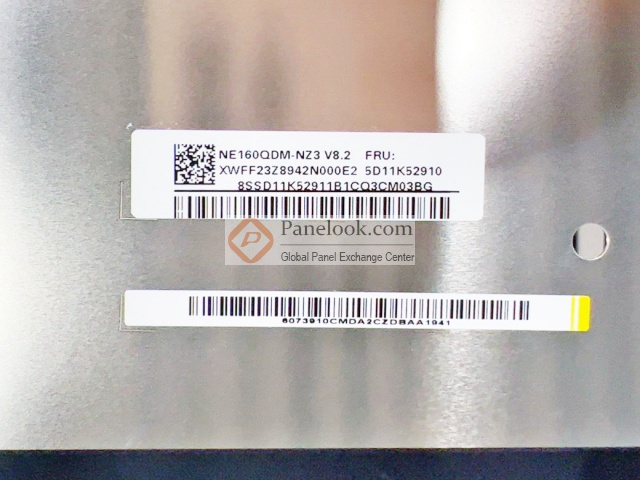 NE160QDM-NZ3 V8.2 FRU:
XWFF23Z8942N000E2 5D11K52910
8SSD11K52911B1CQ3CM03BG
Panelook.com
Global Panel Exchange Center
6073910CMDA2CZDBAA1941